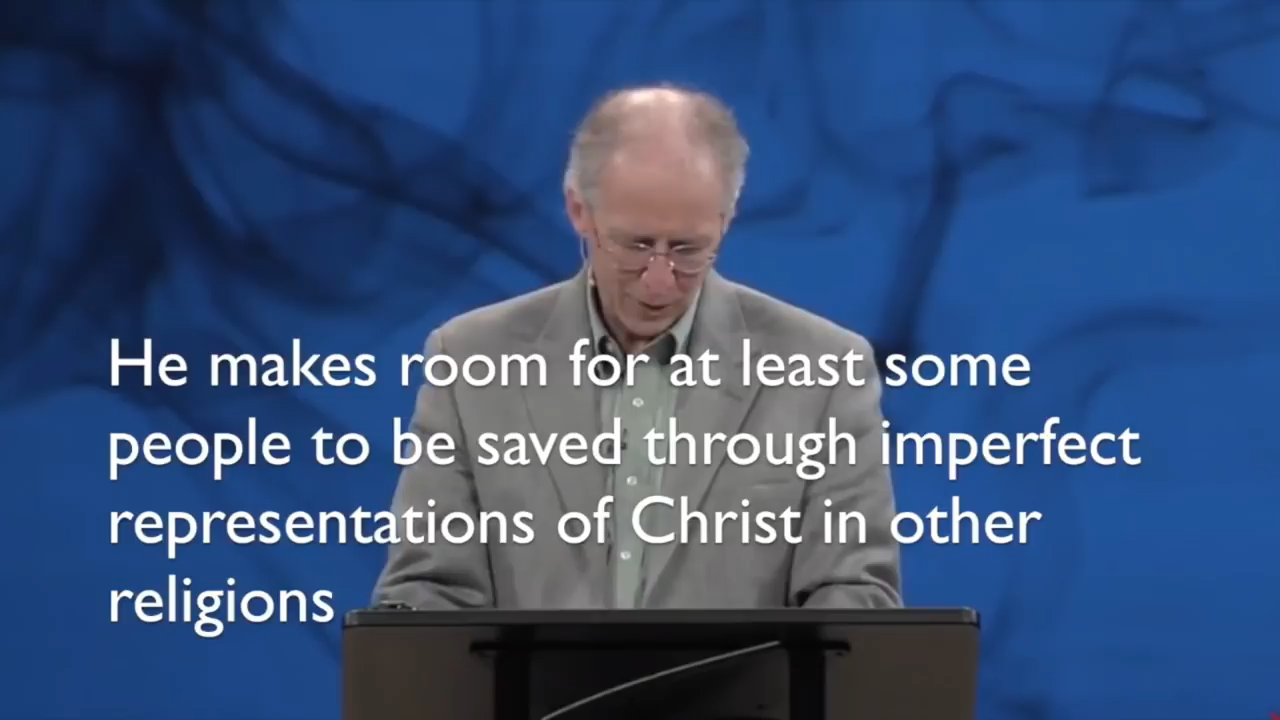 He makes room for at least some
people to be saved through imperfect
representations of Christ in other
religions